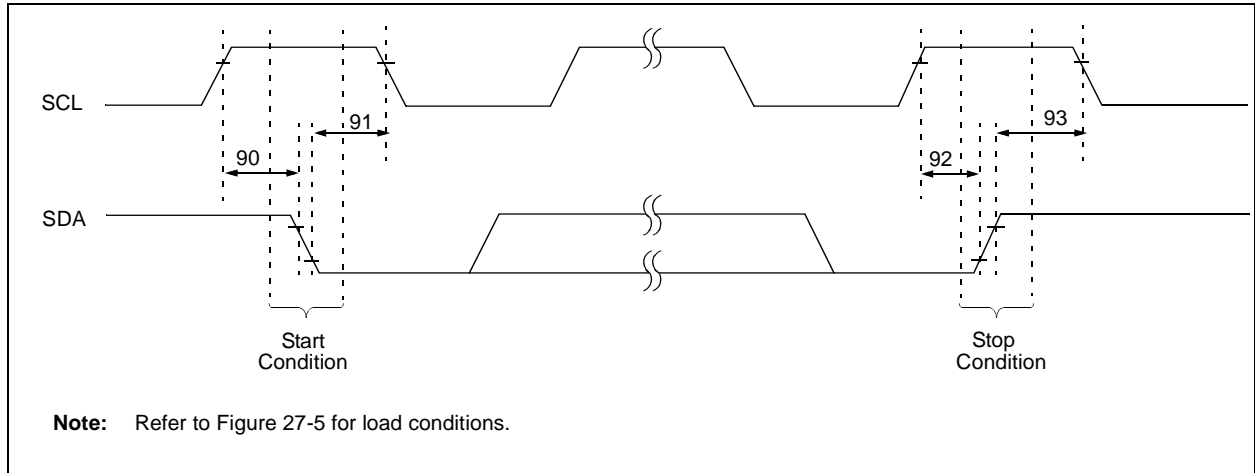 SCL
91
93
90
92
SDA
Start
Condition
Stop
Condition
Note: Refer to Figure 27-5 for load conditions.